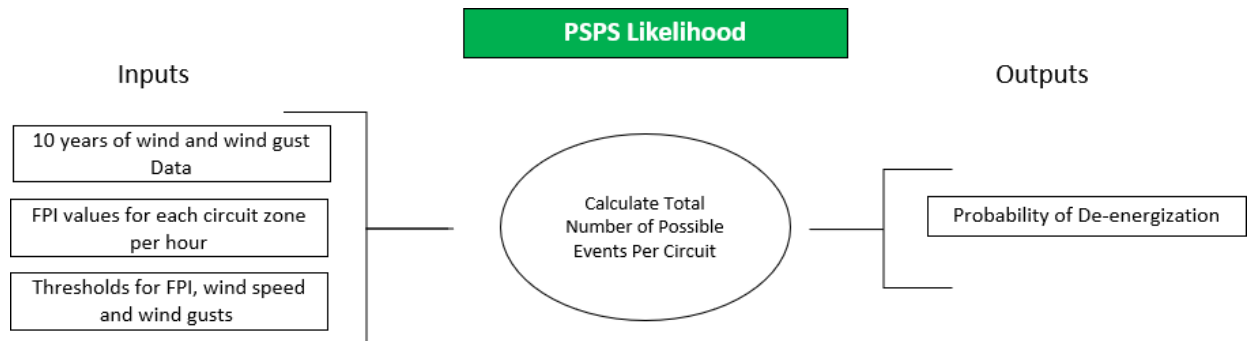 PSPS Likelihood
Inputs
Outputs
10 years of wind and wind gust
Data
FPI values for each circuit zone
per hour
Thresholds for FPI, wind speed
and wind gusts
Calculate Total
Number of Possible
Events Per Circuit
Probability of De-energization